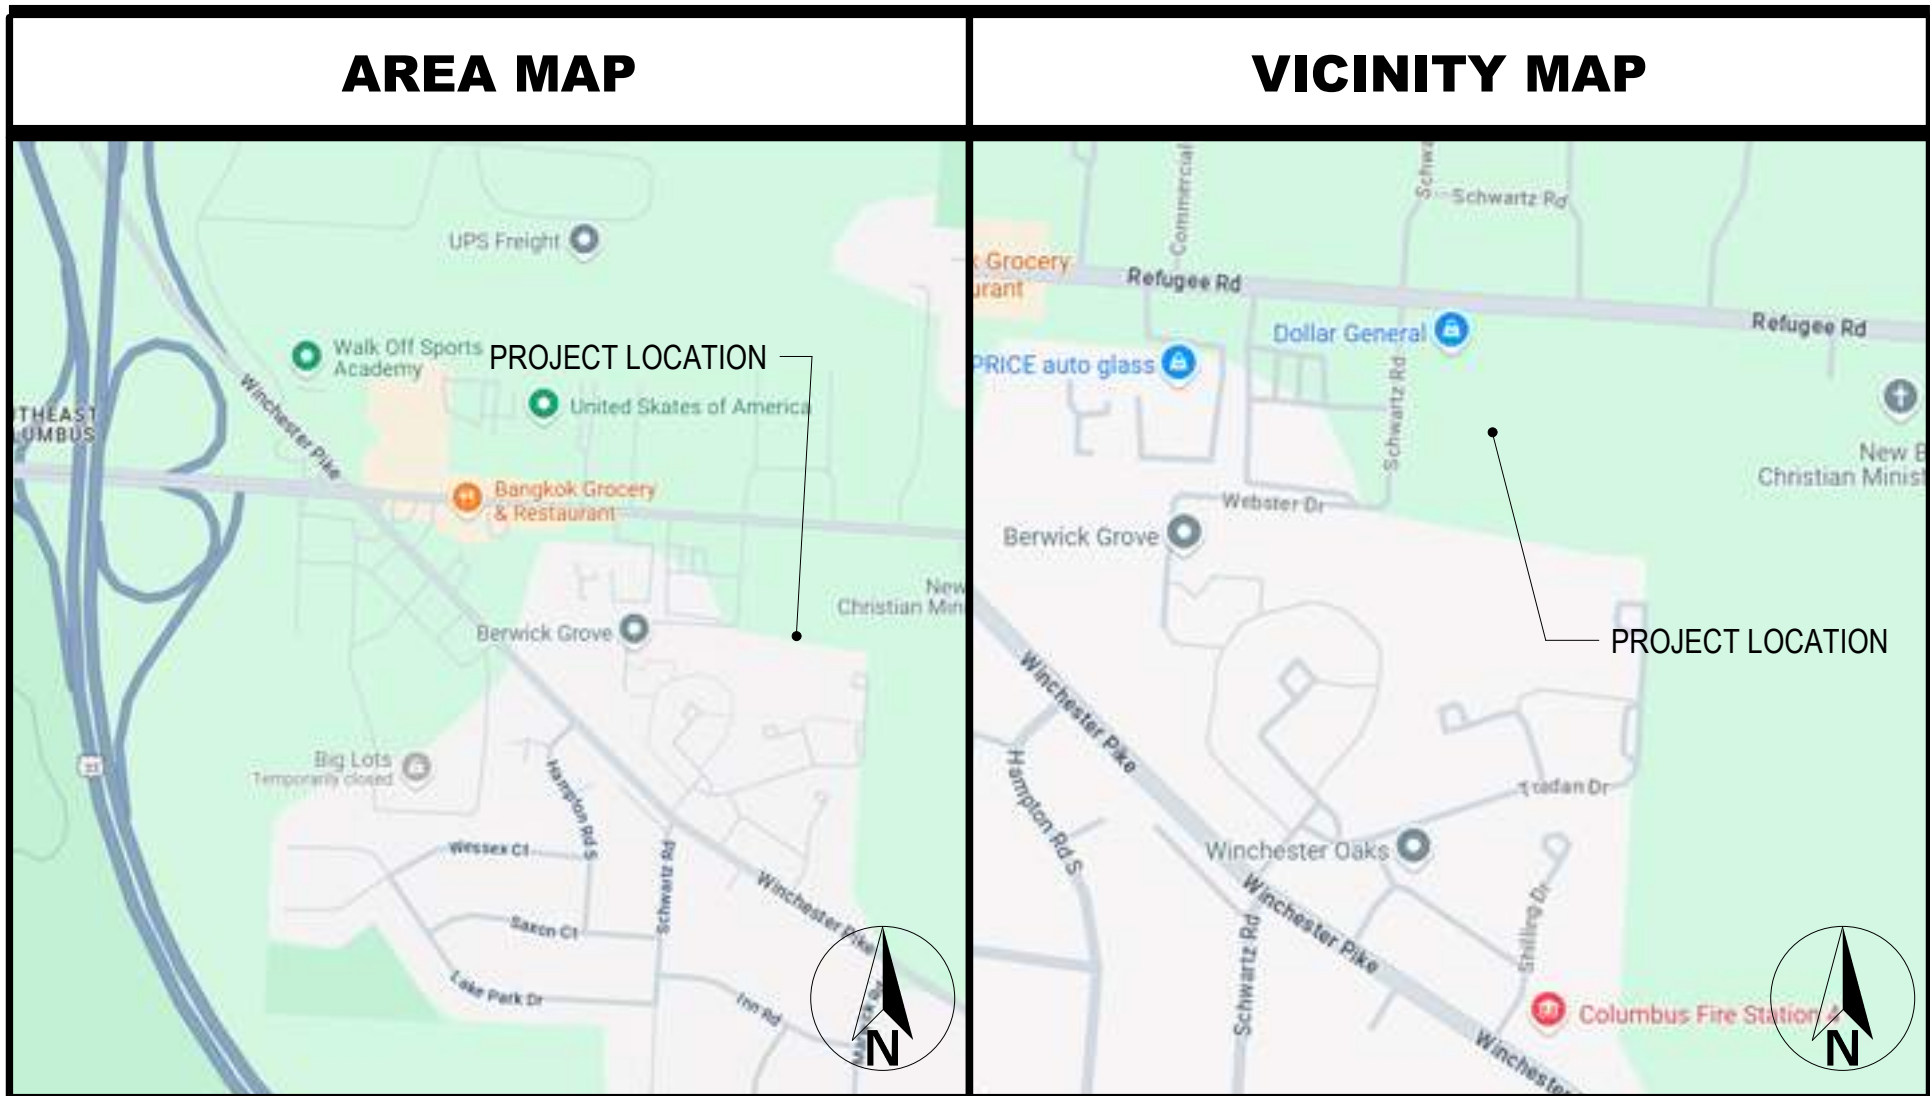 AREA MAP
UPS Freight
Walk Off Sports
Academy
PROJECT LOCATION
Winchester Pike
United Skates of America
Bangkok Grocery
& Restaurant
New
Berwick Grove
Big Lots
Temporarily closed
Hampton Rd S
Wessex Ct
Schwartz Rd
Winchester Pike
Saxon Ct
Lake Park Dr
Inn Rd
N
VICINITY MAP
Commercial
Schwartz Rd
Grocery
Refugee Rd
Dollar General
Refugee Rd
PRICE auto glass
Schwartz Rd
New
Christian Minist
Webster Dr
Berwick Grove
PROJECT LOCATION
Winchester Pike
Hampton Rd S
Winchester Oaks
Winchester Pike
Shilling Dr
Schwartz Rd
Columbus Fire Station 4
Winchester
N